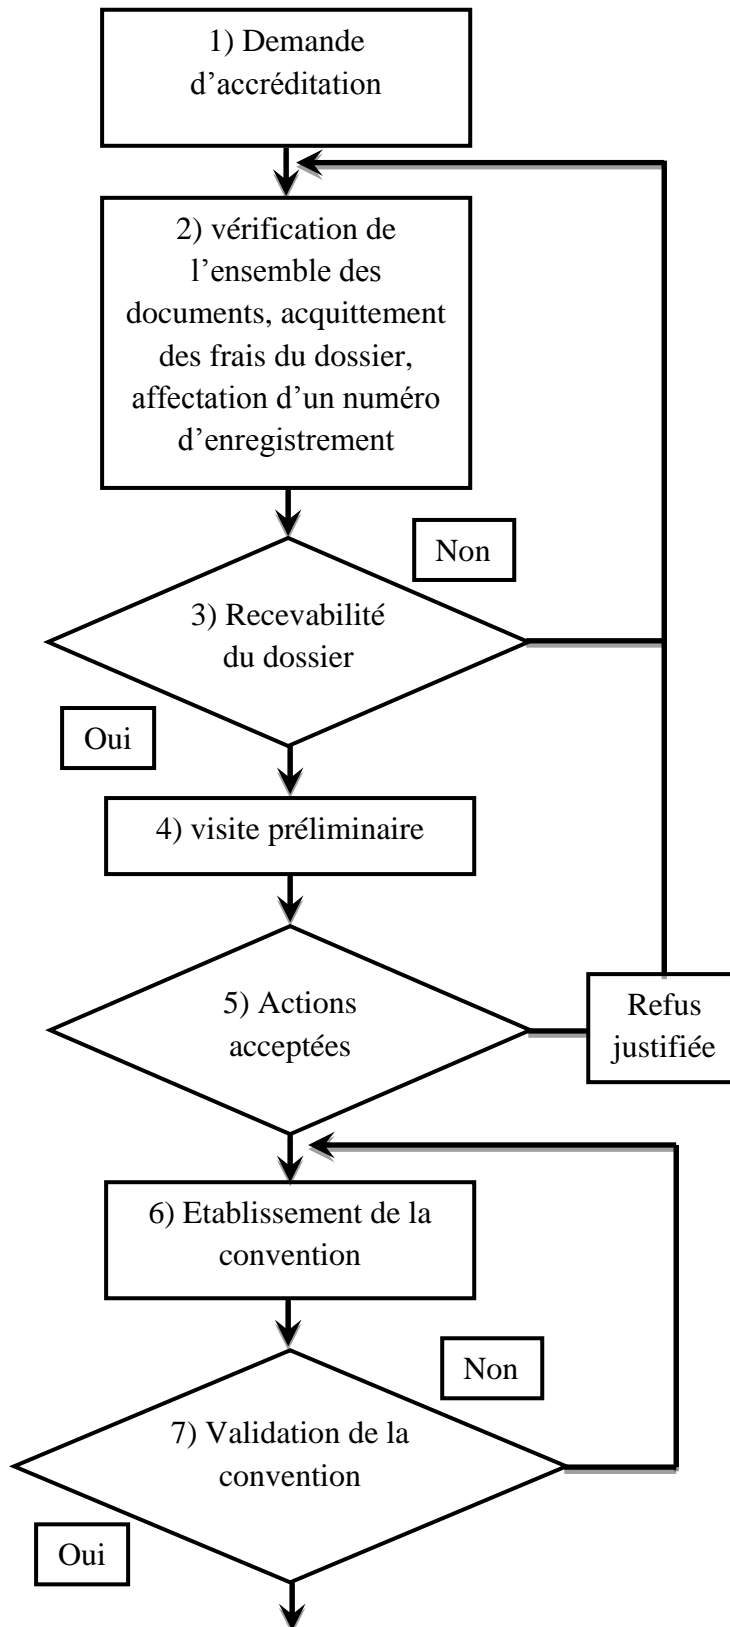 1) Demande
d’accréditation
2) vérification de
l’ensemble des
documents, acquittement
des frais du dossier,
affectation d’un numéro
d’enregistrement
Non
3) Recevabilité
du dossier
Oui
4) visite préliminaire
5) Actions
acceptées
Refus
justifiée
6) Etablissement de la
convention
Non
7) Validation de la
convention
Oui